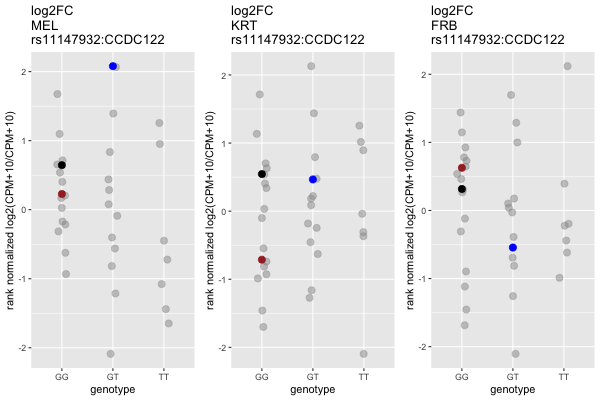 log2FC
MEL
rs11147932:CCDC122
rank normalized log2(CPM+10/CPM+10)
2
1
0
-1
-2
GG
GT
TT
genotype
log2FC
KRT
rs11147932:CCDC122
rank normalized log2(CPM+10/CPM+10)
2
1
0
-1
-2
GG
GT
TT
genotype
log2FC
FRB
rs11147932:CCDC122
rank normalized log2(CPM+10/CPM+10)
2
1
0
-1
-2
GG
GT
TT
genotype